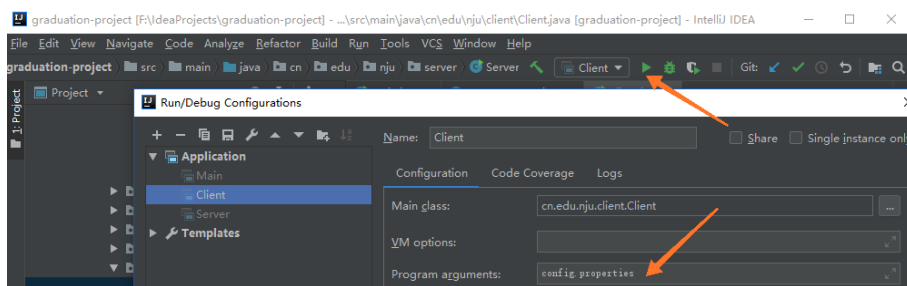 graduation-project [F:\IdeaProjects\graduation-project] - ...\src\main\java\cn\edu\nju\client\Client.java [graduation-project] - IntelliJ IDEA
File Edit View Navigate Code Analyze Refactor Build Run Tools VCS Window Help
graduation-project src main java cn edu nju server Server Client Git:
1: Project
Project
Run/Debug Configurations
Name: Client Share Single instance only
Application
Main
Client
Server
Templates
Configuration Code Coverage Logs
Main class: cn.edu.nju.client.Client ...
VM options:
Program arguments: config.properties